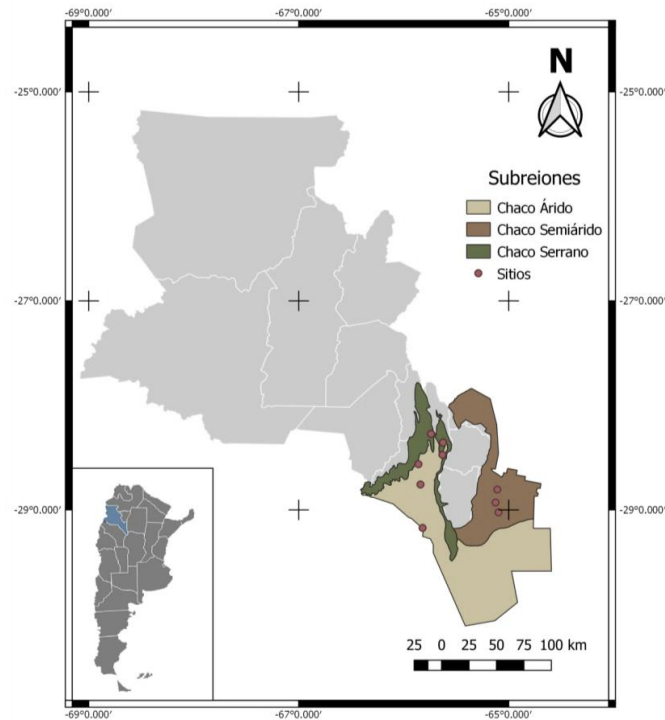 -69°0.000′ -67°0.000′ -65°0.000′
-25°0.000′ -25°0.000′
N
Subreiones
Chaco Árido
Chaco Semiárido
Chaco Serrano
Sitios
-27°0.000′ -27°0.000′
-29°0.000′ -29°0.000′
25 0 25 50 75 100 km
-69°0.000′ -67°0.000′ -65°0.000′